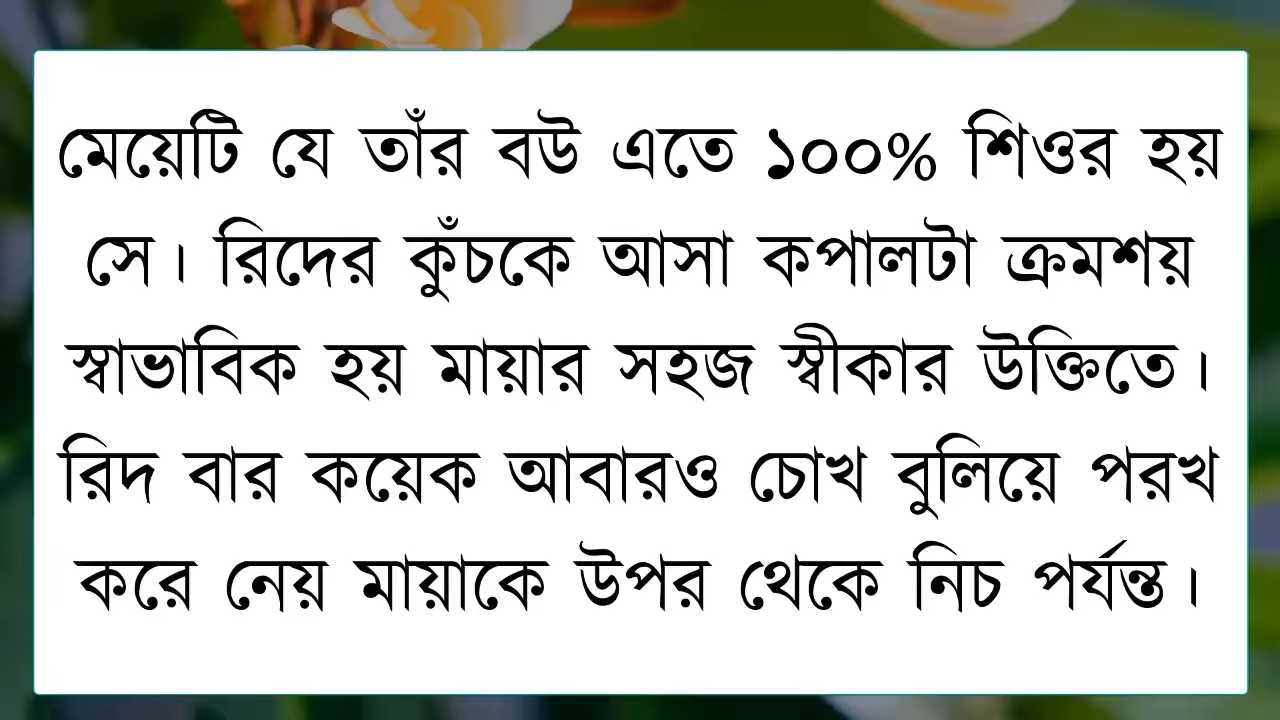 মেয়েটি যে তাঁর বউ এতে ১০০% শিওর হয়
সে। রিদের কুঁচকে আসা কপালটা ক্রমশয়
স্বাভাবিক হয় মায়ার সহজ স্বীকার উক্তিতে।
রিদ বার কয়েক আবারও চোখ বুলিয়ে পরখ
করে নেয় মায়াকে উপর থেকে নিচ পর্যন্ত।